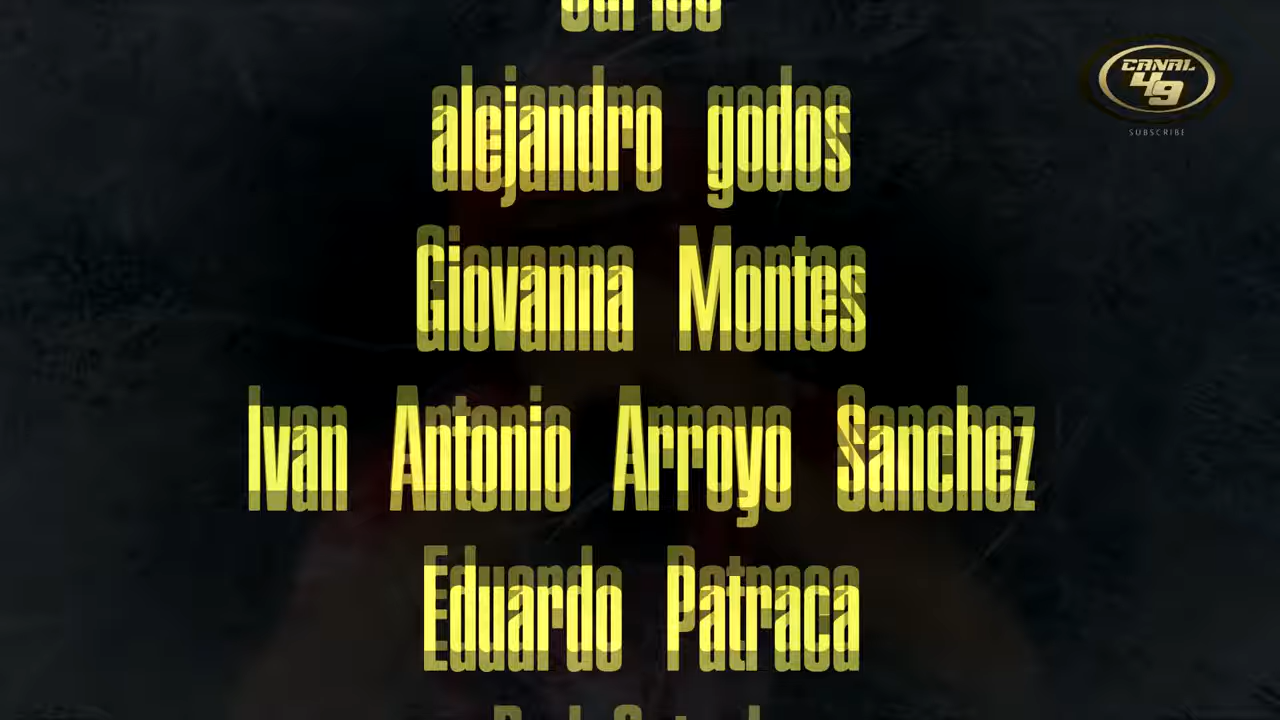 CANAL
49
SUBSCRIBE
alejandro godos
Giovanna Montes
Ivan Antonio Arroyo Sanchez
Eduardo Patraca